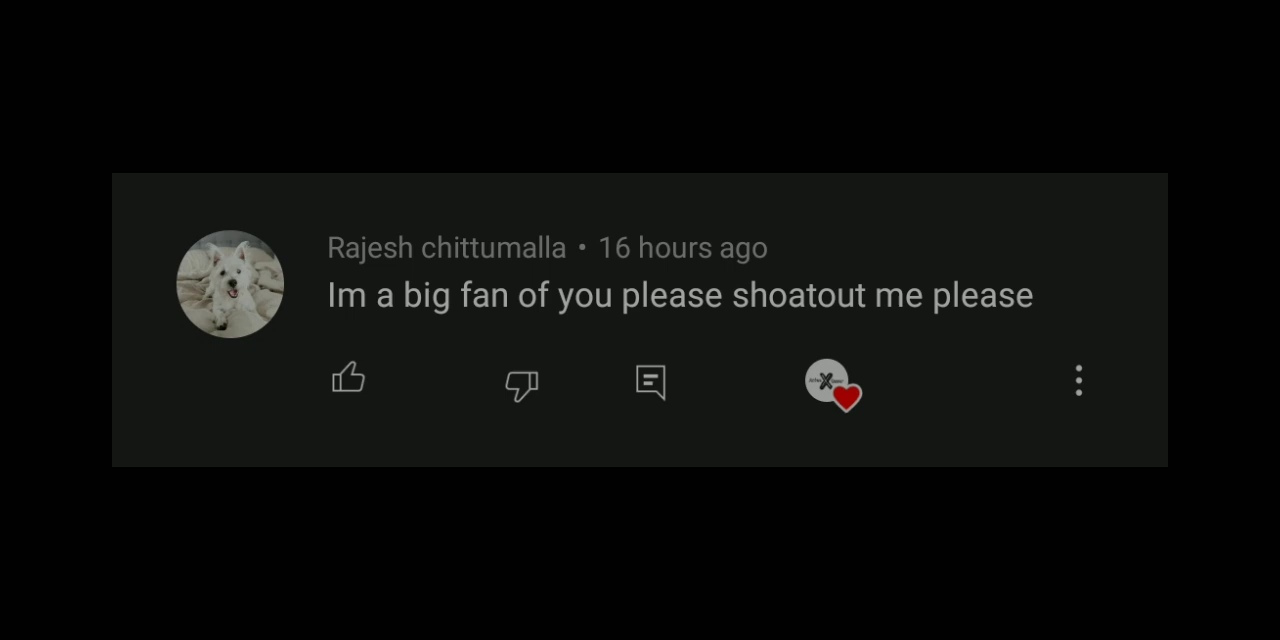 Rajesh chittumalla • 16 hours ago
Im a big fan of you please shoatout me please